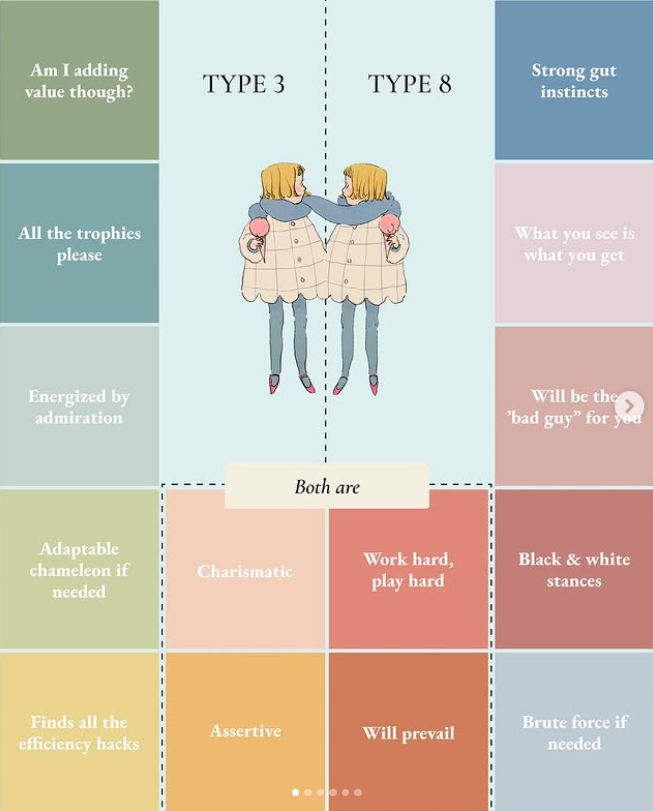 Am I adding
value though?
TYPE 3
TYPE 8
Strong gut
instincts
All the trophies
please
What you see is
what you get
Energized by
admiration
Will be the
’bad guy” for you
Both are
Adaptable
chameleon if
needed
Charismatic
Work hard,
play hard
Black & white
stances
Finds all the
efficiency hacks
Assertive
Will prevail
Brute force if
needed